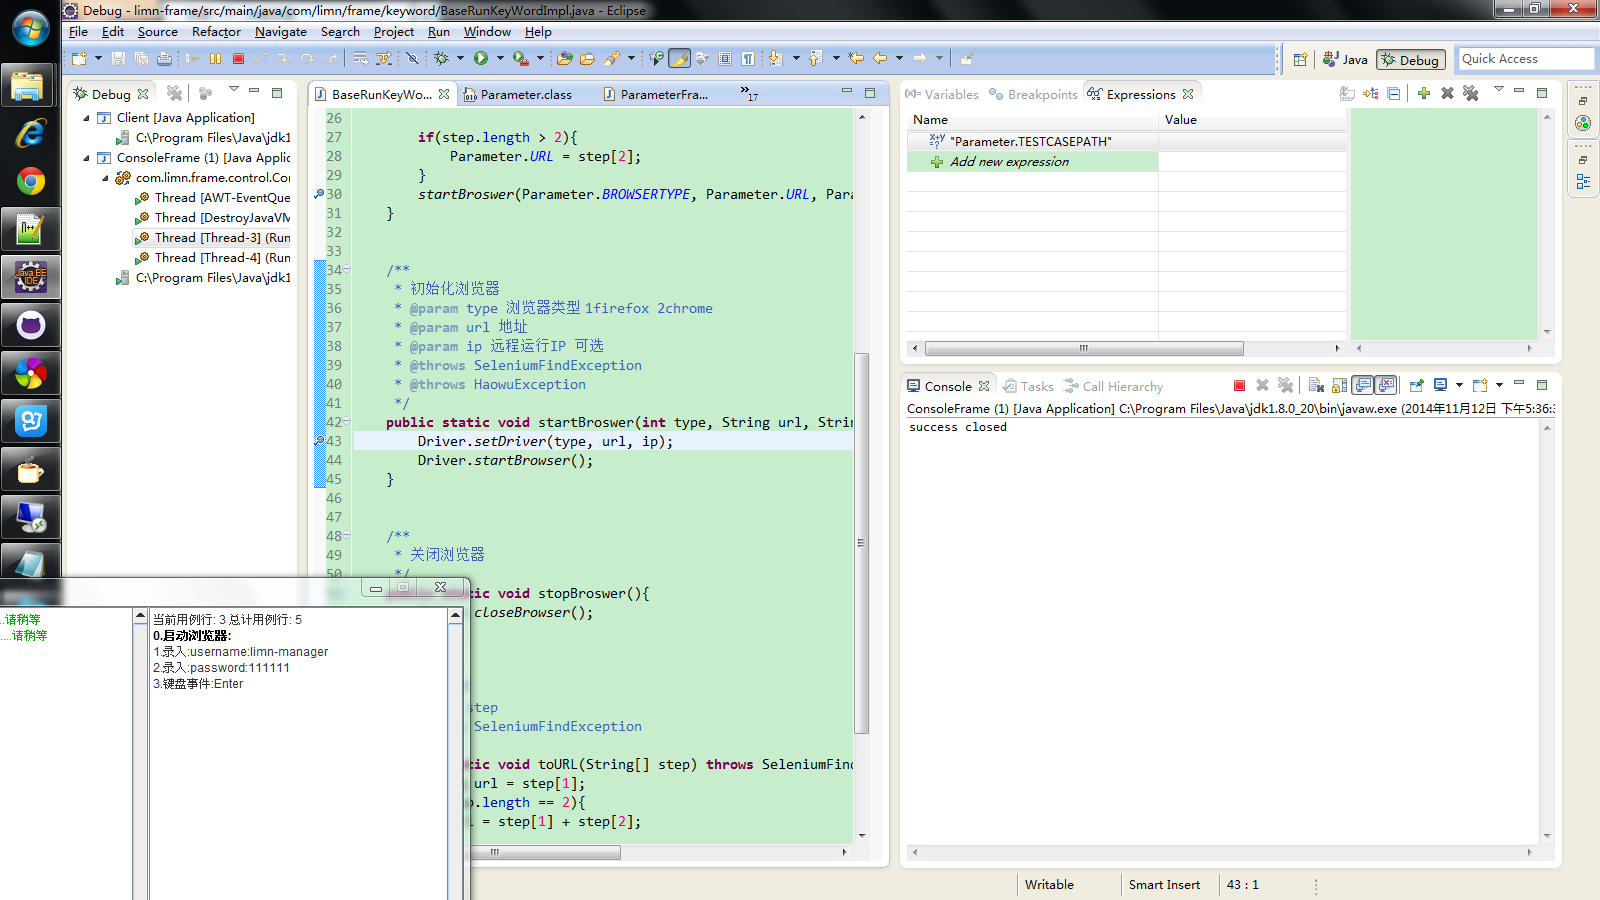 Debug - limn-frame/src/main/java/com/limn/frame/keyword/BaseRunKeyWordImpl.java - Eclipse
File Edit Source Refactor Navigate Search Project Run Window Help
Java Debug Quick Access
Debug
Client [Java Application]
C:\Program Files\Java\jdk1
ConsoleFrame (1) [Java Applic
com.limn.frame.control.Cor
Thread [AWT-EventQue
Thread [DestroyJavaVM
Thread [Thread-3] (Run
Thread [Thread-4] (Run
C:\Program Files\Java\jdk1
BaseRunKeyWo... Parameter.class ParameterFra... »17
26
27 if(step.length > 2){
28 Parameter.URL = step[2];
29 }
30 startBroswer(Parameter.BROWSERTYPE, Parameter.URL, Para
31 }
32
33
34 /**
35 * 初始化浏览器
36 * @param type 浏览器类型 1firefox 2chrome
37 * @param url 地址
38 * @param ip 远程运行IP 可选
39 * @throws SeleniumFindException
40 * @throws HaowuException
41 */
42 public static void startBroswer(int type, String url, Strin
43 Driver.setDriver(type, url, ip);
44 Driver.startBrowser();
45 }
46
47
48 /**
49 * 关闭浏览器
50 */
tic void stopBroswer(){
closeBrowser();
step
SeleniumFindException
tic void toURL(String[] step) throws SeleniumFind
url = step[1];
.length == 2){
= step[1] + step[2];
Variables Breakpoints Expressions
Name Value
"Parameter.TESTCASEPATH"
Add new expression
Console Tasks Call Hierarchy
ConsoleFrame (1) [Java Application] C:\Program Files\Java\jdk1.8.0_20\bin\javaw.exe (2014年11月12日 下午5:36:3
success closed
..请稍等
....请稍等
当前用例行: 3 总计用例行: 5
0.启动浏览器:
1.录入:username:limn-manager
2.录入:password:111111
3.键盘事件:Enter
Writable Smart Insert 43 : 1